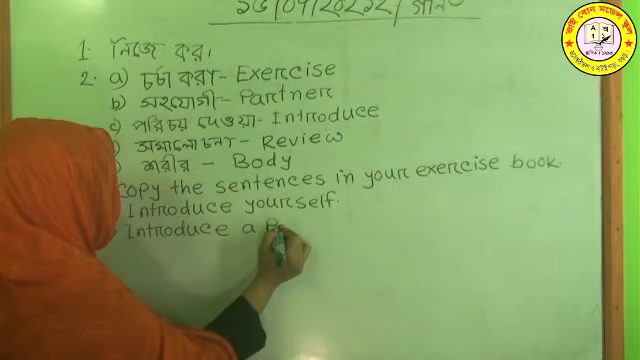 1. নিজে কর।
2. a) চর্চা করা - Exercise
b) সহযোগী - Partner
c) পরিচয় দেওয়া - Introduce
) সমালোচনা - Review
) শরীর - Body
Copy the sentences in your exercise book.
Introduce yourself.
Introduce a